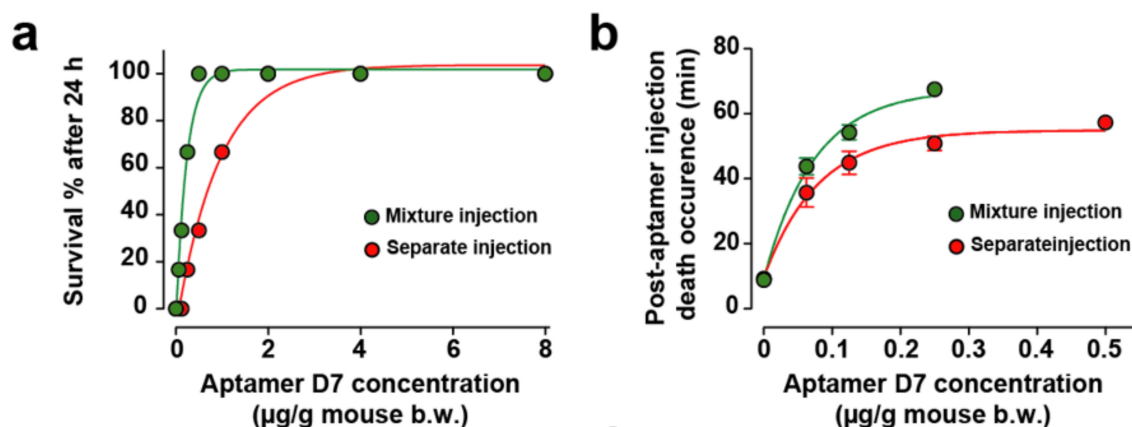 a
Survival % after 24 h
100
80
60
40
20
0
Mixture injection
Separate injection
0 2 4 6 8
Aptamer D7 concentration
(µg/g mouse b.w.)
b
Post-aptamer injection
death occurence (min)
80
60
40
20
0
Mixture injection
Separateinjection
0 0.1 0.2 0.3 0.4 0.5
Aptamer D7 concentration
(µg/g mouse b.w.)